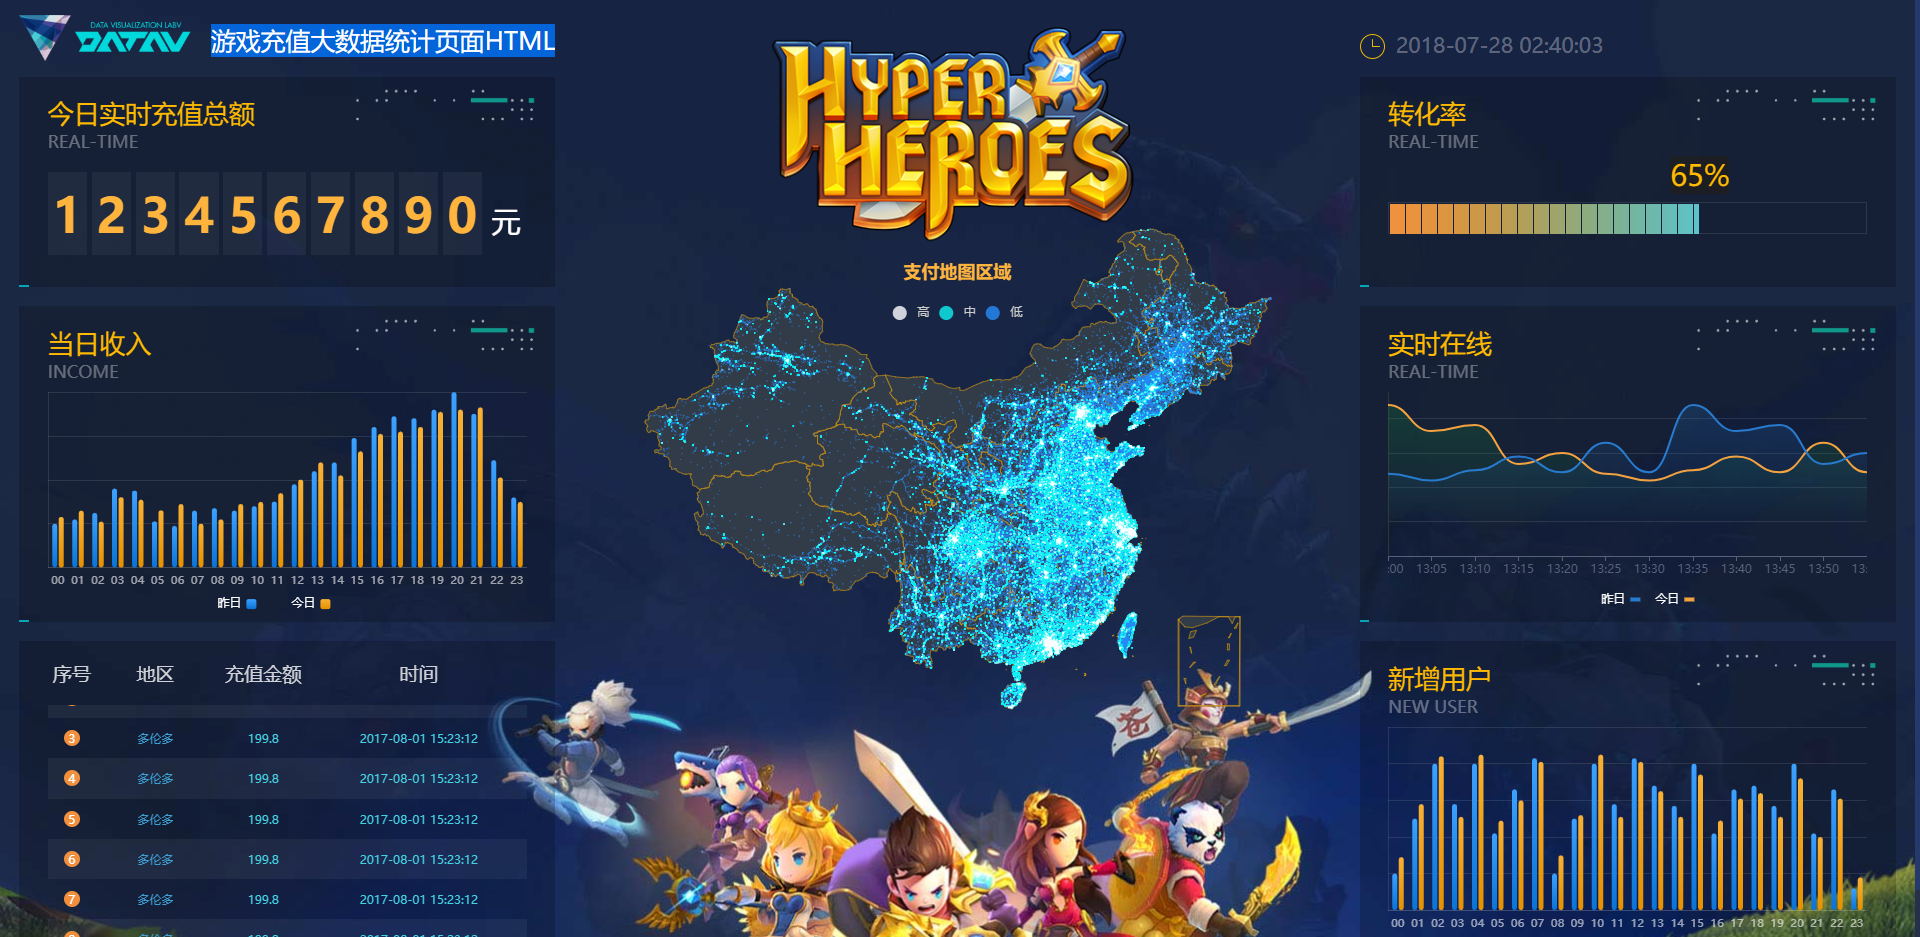 DATA VISUALIZATION LABV
DATAV
游戏充值大数据统计页面HTML
今日实时充值总额
REAL-TIME
1234567890 元
当日收入
INCOME
00 01 02 03 04 05 06 07 08 09 10 11 12 13 14 15 16 17 18 19 20 21 22 23
昨日 今日
序号 地区 充值金额 时间
3 多伦多 199.8 2017-08-01 15:23:12
4 多伦多 199.8 2017-08-01 15:23:12
5 多伦多 199.8 2017-08-01 15:23:12
6 多伦多 199.8 2017-08-01 15:23:12
7 多伦多 199.8 2017-08-01 15:23:12
HYPER
HEROES
支付地图区域
高 中 低
苍
2018-07-28 02:40:03
转化率
REAL-TIME
65%
实时在线
REAL-TIME
:00 13:05 13:10 13:15 13:20 13:25 13:30 13:35 13:40 13:45 13:50 13:
昨日 今日
新增用户
NEW USER
00 01 02 03 04 05 06 07 08 09 10 11 12 13 14 15 16 17 18 19 20 21 22 23